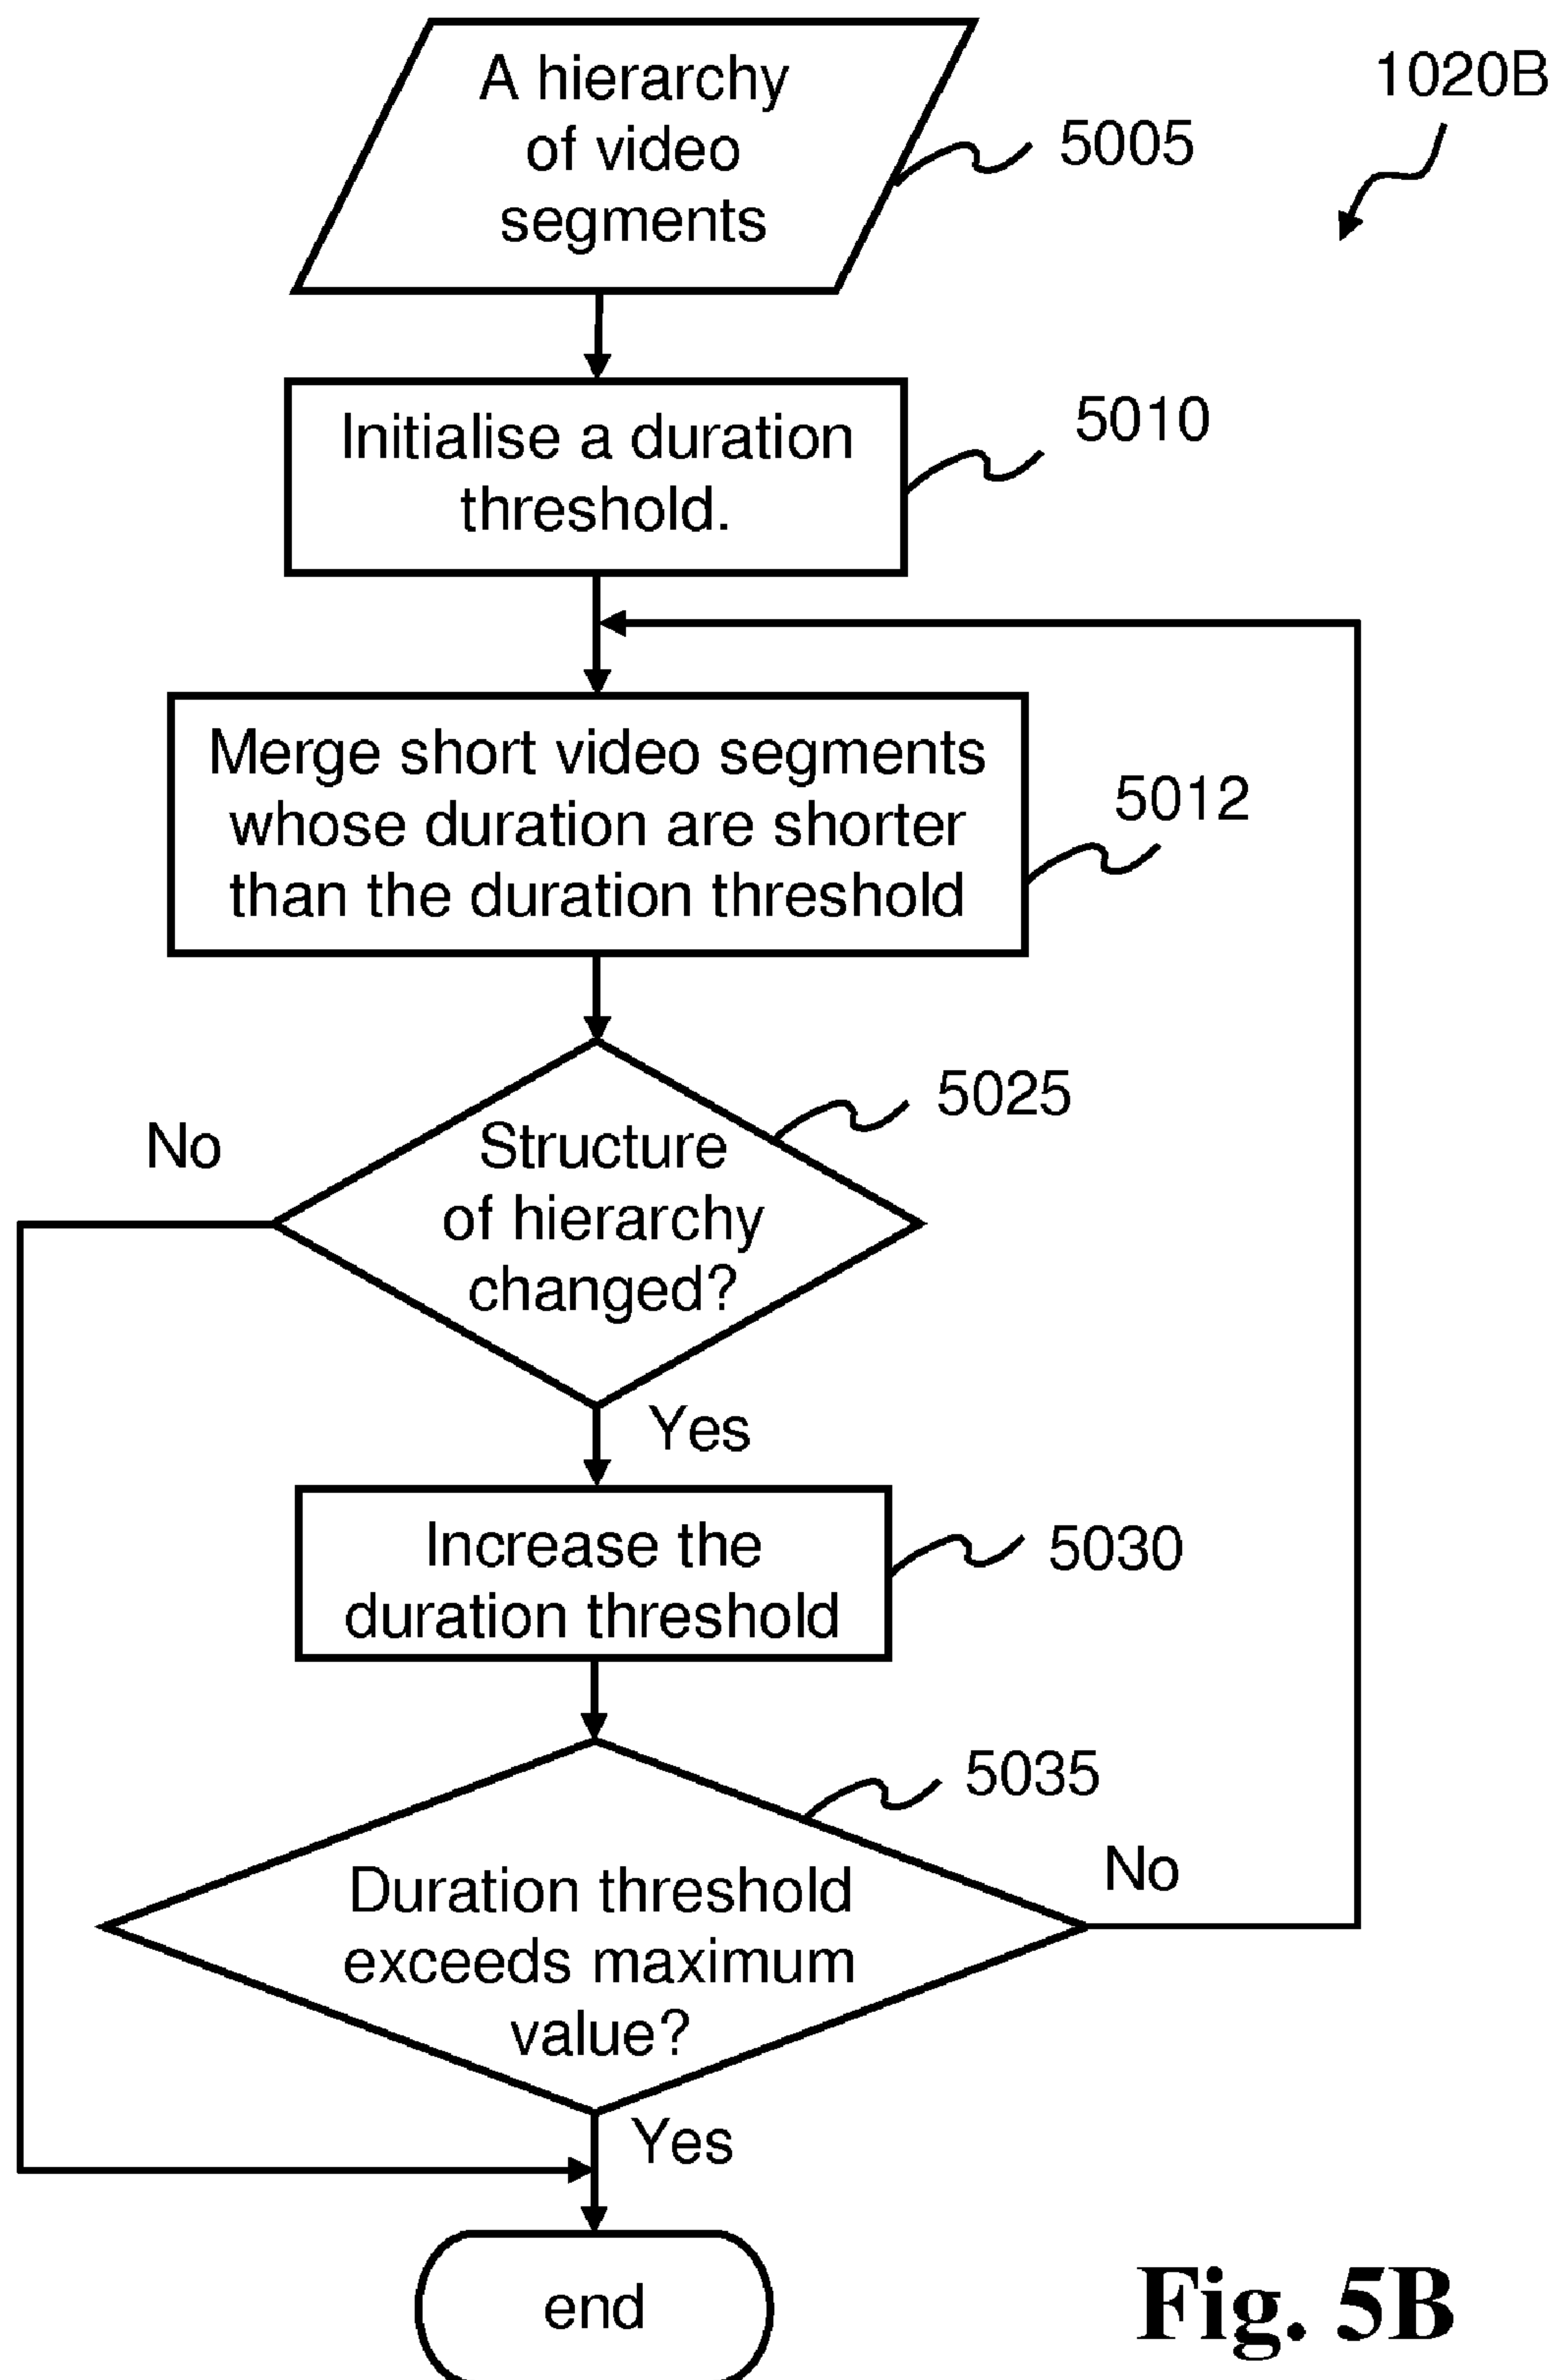 A hierarchy
of video
segments
1020B
5005
Initialise a duration
threshold.
5010
Merge short video segments
whose duration are shorter
than the duration threshold
5012
Structure
of hierarchy
changed?
5025
No
Yes
Increase the
duration threshold
5030
Duration threshold
exceeds maximum
value?
5035
No
Yes
end
Fig. 5B